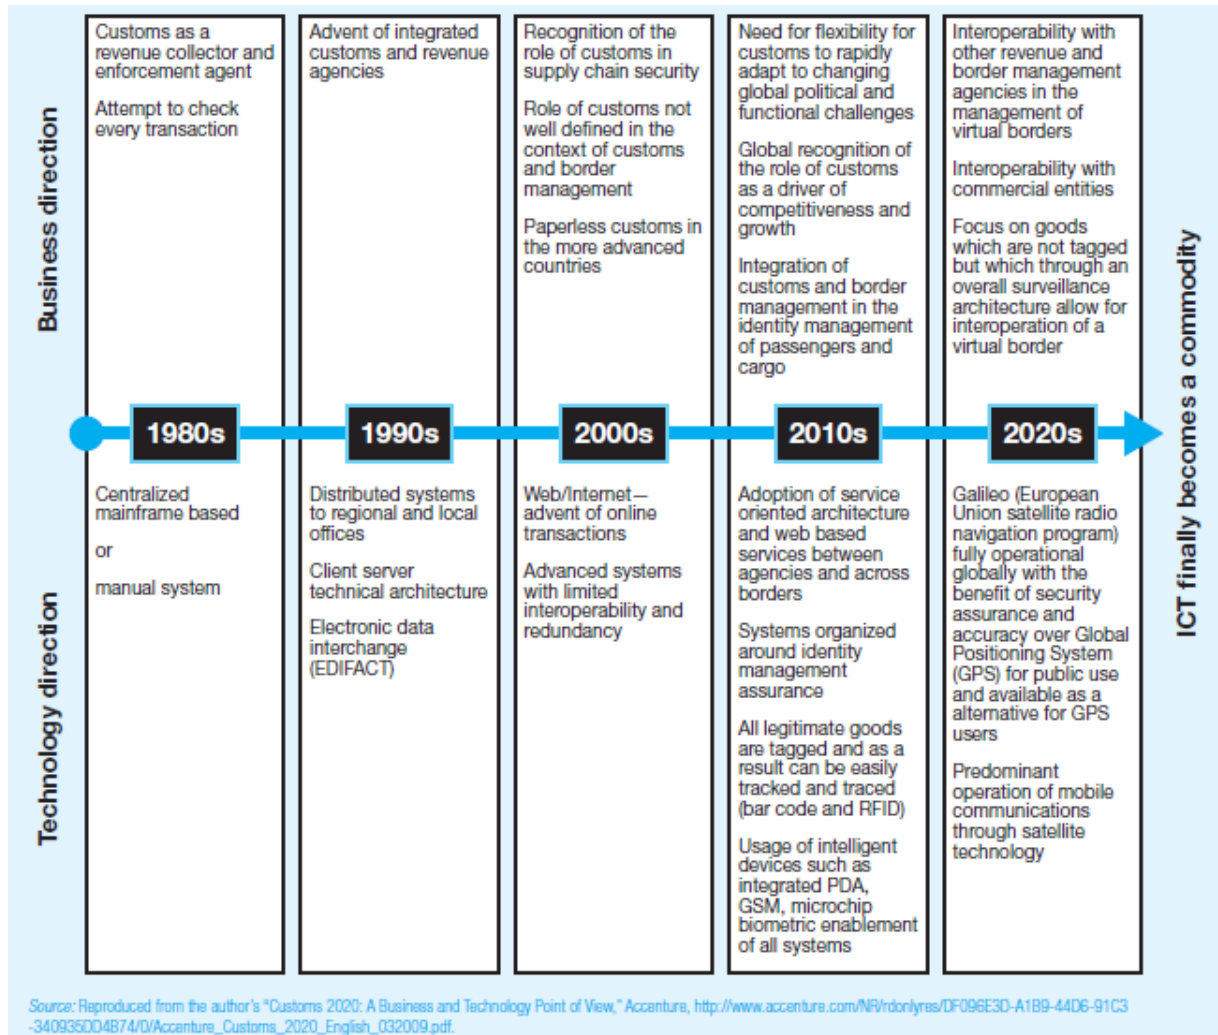 Business direction
Customs as a
revenue collector and
enforcement agent
Attempt to check
every transaction
Advent of integrated
customs and revenue
agencies
Recognition of the
role of customs in
supply chain security
Role of customs not
well defined in the
context of customs
and border
management
Paperless customs in
the more advanced
countries
Need for flexibility for
customs to rapidly
adapt to changing
global political and
functional challenges
Global recognition of
the role of customs
as a driver of
competitiveness and
growth
Integration of
customs and border
management in the
identity management
of passengers and
cargo
Interoperability with
other revenue and
border management
agencies in the
management of
virtual borders
Interoperability with
commercial entities
Focus on goods
which are not tagged
but which through an
overall surveillance
architecture allow for
interoperation of a
virtual border
1980s
1990s
2000s
2010s
2020s
ICT finally becomes a commodity
Technology direction
Centralized
mainframe based
or
manual system
Distributed systems
to regional and local
offices
Client server
technical architecture
Electronic data
interchange
(EDIFACT)
Web/Internet—
advent of online
transactions
Advanced systems
with limited
interoperability and
redundancy
Adoption of service
oriented architecture
and web based
services between
agencies and across
borders
Systems organized
around identity
management
assurance
All legitimate goods
are tagged and as a
result can be easily
tracked and traced
(bar code and RFID)
Usage of intelligent
devices such as
integrated PDA,
GSM, microchip
biometric enablement
of all systems
Galileo (European
Union satellite radio
navigation program)
fully operational
globally with the
benefit of security
assurance and
accuracy over Global
Positioning System
(GPS) for public use
and available as a
alternative for GPS
users
Predominant
operation of mobile
communications
through satellite
technology
Source: Reproduced from the author's "Customs 2020: A Business and Technology Point of View," Accenture, http://www.accenture.com/NR/rdonlyres/DF096E3D-A1B9-44D6-91C3
-340935DD4B74/0/Accenture_Customs_2020_English_032009.pdf.